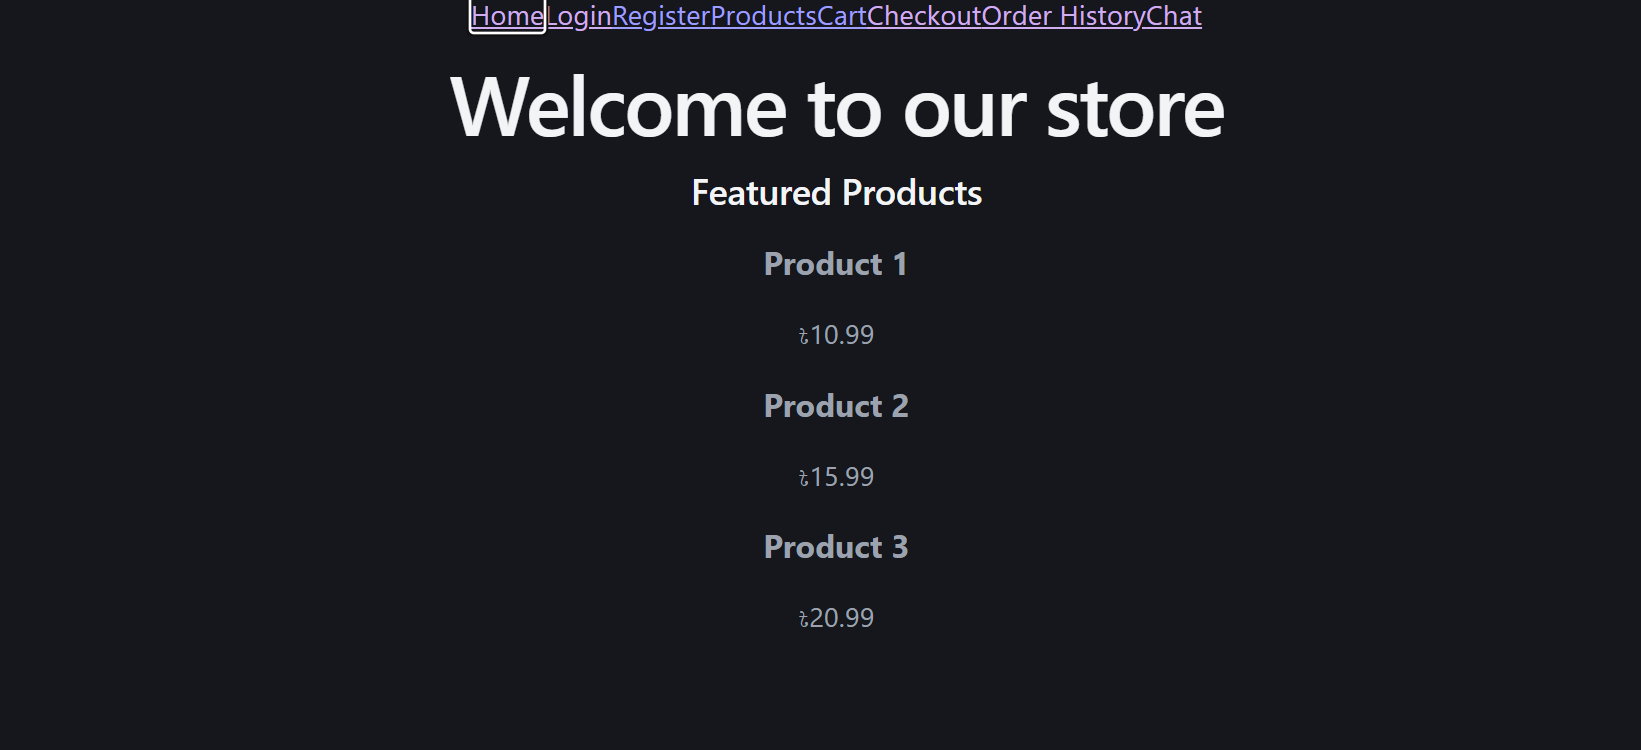 HomeLoginRegisterProductsCartCheckoutOrder HistoryChat
Welcome to our store
Featured Products
Product 1
৳10.99
Product 2
৳15.99
Product 3
৳20.99